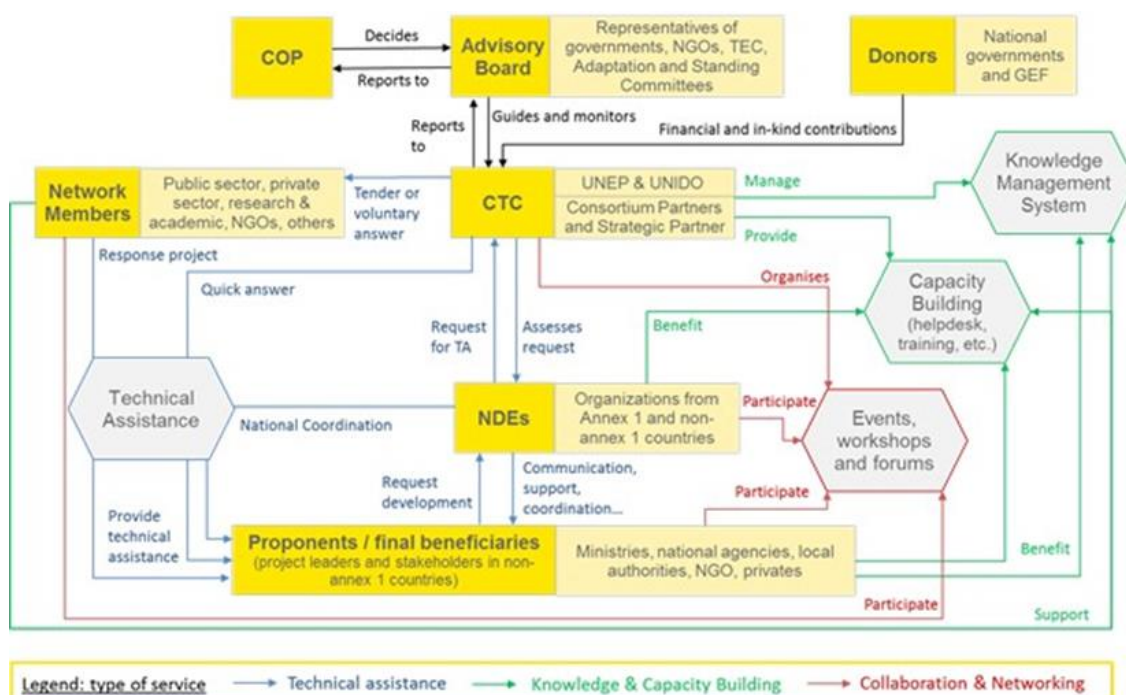 COP
Decides
Reports to
Advisory
Board
Representatives of
governments, NGOs, TEC,
Adaptation and Standing
Committees
Donors
National
governments
and GEF
Reports
to
Guides and monitors
Financial and in-kind contributions
Network
Members
Public sector, private
sector, research &
academic, NGOs, others
Tender or
voluntary
answer
CTC
UNEP & UNIDO
Consortium Partners
and Strategic Partner
Manage
Provide
Knowledge
Management
System
Response project
Quick answer
Organises
Capacity
Building
(helpdesk,
training, etc.)
Request
for TA
Assesses
request
Benefit
Technical
Assistance
National Coordination
NDEs
Organizations from
Annex 1 and non-
annex 1 countries
Participate
Events,
workshops
and forums
Request
development
Communication,
support,
coordination...
Participate
Provide
technical
assistance
Proponents / final beneficiaries
(project leaders and stakeholders in non-
annex 1 countries)
Ministries, national agencies, local
authorities, NGO, privates
Benefit
Participate
Support
Legend: type of service
Technical assistance
Knowledge & Capacity Building
Collaboration & Networking